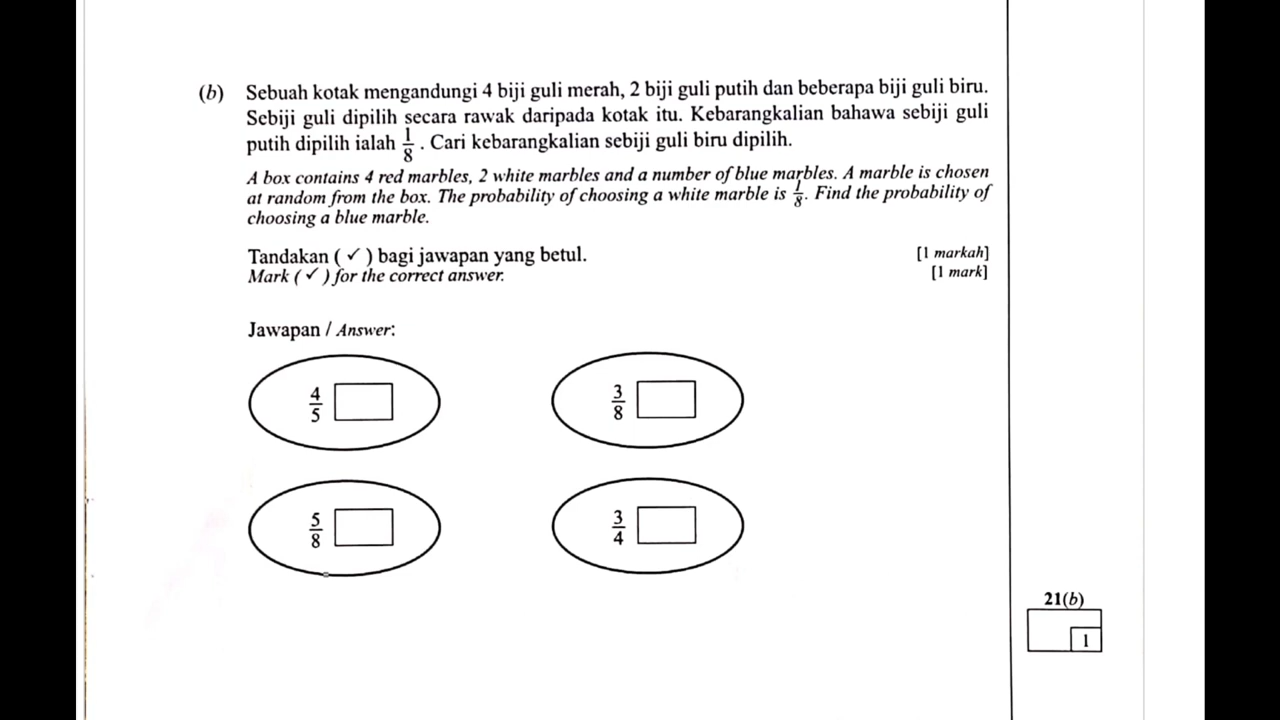 (b) Sebuah kotak mengandungi 4 biji guli merah, 2 biji guli putih dan beberapa biji guli biru.
Sebiji guli dipilih secara rawak daripada kotak itu. Kebarangkalian bahawa sebiji guli
putih dipilih ialah 1/8 . Cari kebarangkalian sebiji guli biru dipilih.
A box contains 4 red marbles, 2 white marbles and a number of blue marbles. A marble is chosen
at random from the box. The probability of choosing a white marble is 1/8. Find the probability of
choosing a blue marble.
Tandakan ( ✓ ) bagi jawapan yang betul. [1 markah]
Mark ( ✓ ) for the correct answer. [1 mark]
Jawapan / Answer:
4/5 3/8
5/8 3/4
21(b)
1